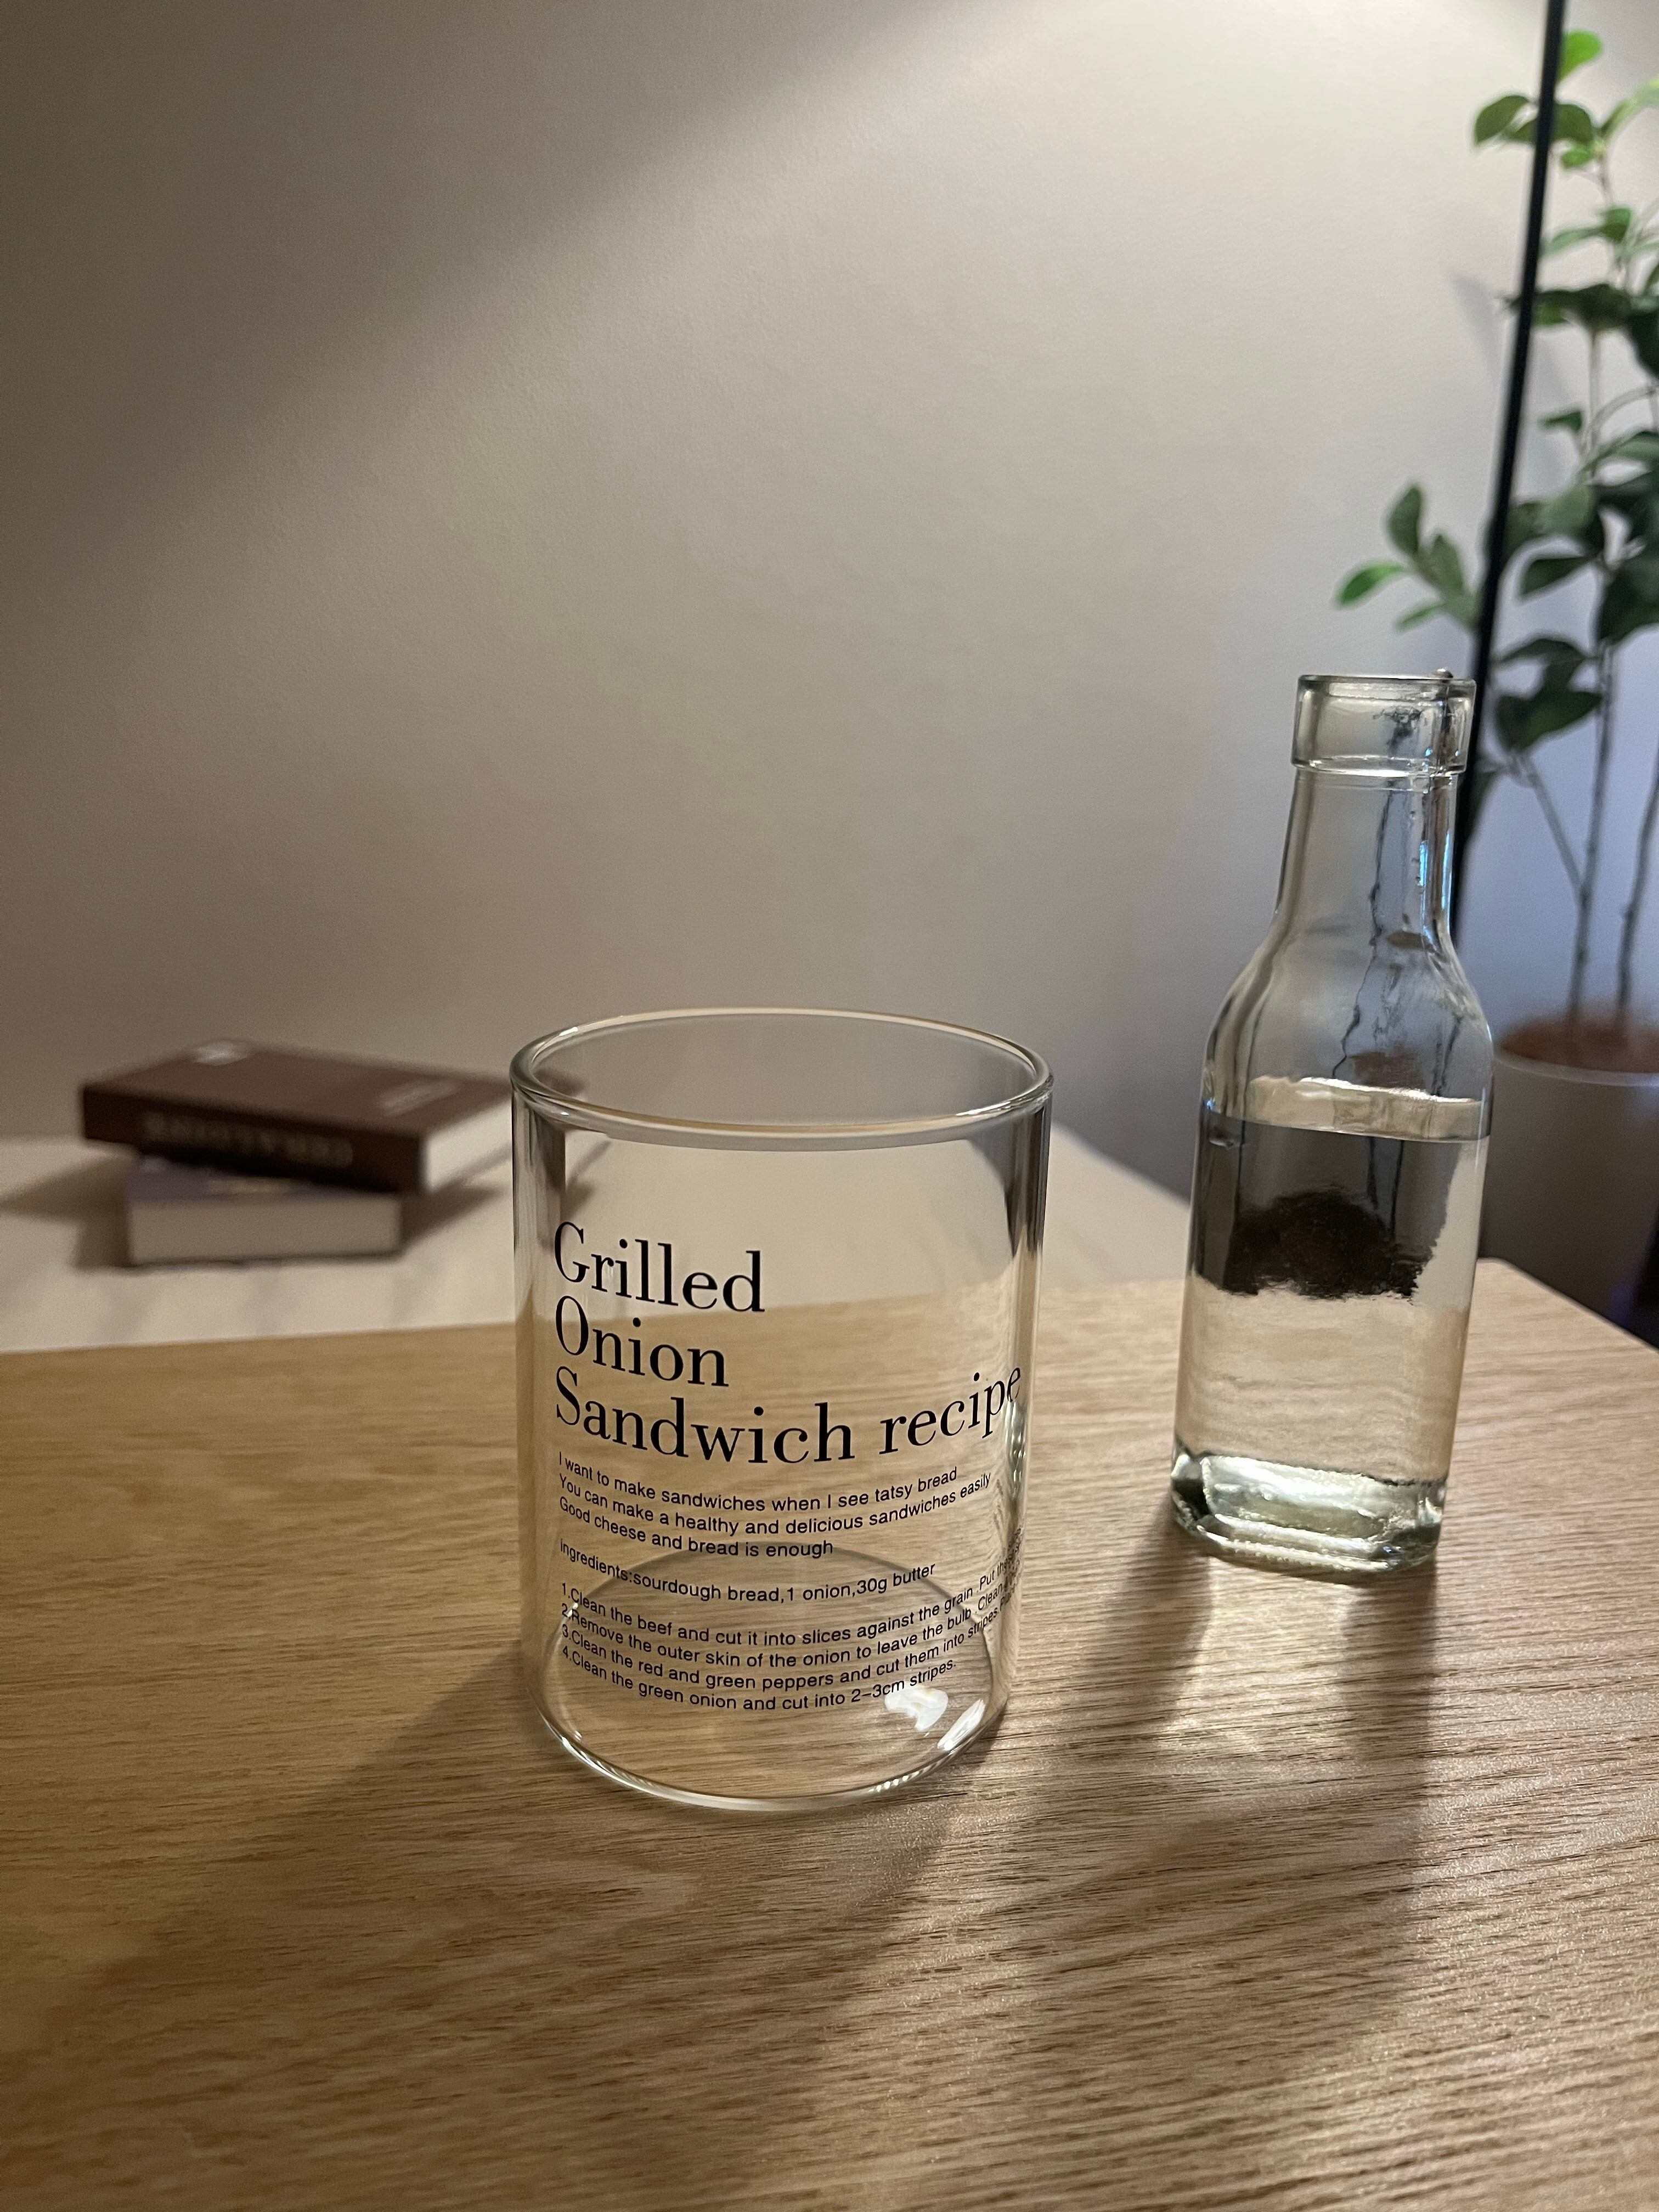 Grilled
Onion
Sandwich recipe
I want to make sandwiches when I see tatsy bread
You can make a healthy and delicious sandwiches easily
Good cheese and bread is enough
ingredients:sourdough bread,1 onion,30g butter
1.Clean the beef and cut it into slices against the grain .Put
2.Remove the outer skin of the onion to leave the bulb. Clean
3.Clean the red and green peppers and cut them into stripes.
4.Clean the green onion and cut into 2-3cm stripes.